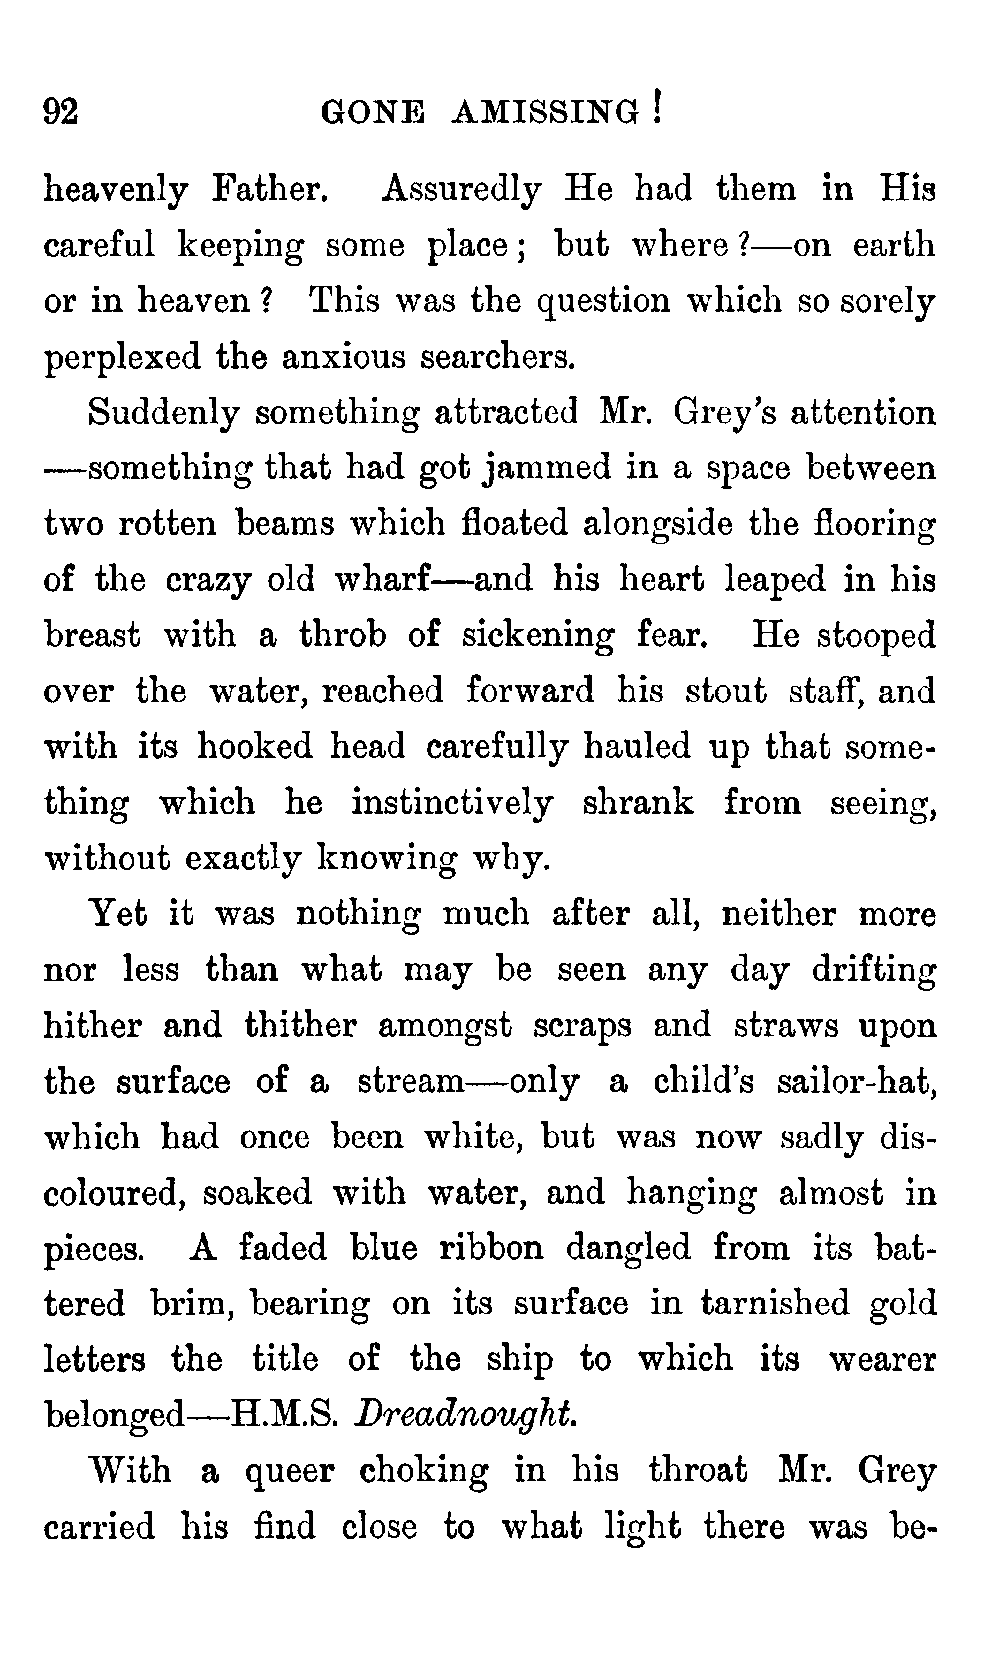 92 GONE AMISSING!
heavenly Father. Assuredly He had them in His
careful keeping some place; but where?—on earth
or in heaven? This was the question which so sorely
perplexed the anxious searchers.
Suddenly something attracted Mr. Grey's attention
—something that had got jammed in a space between
two rotten beams which floated alongside the flooring
of the crazy old wharf—and his heart leaped in his
breast with a throb of sickening fear. He stooped
over the water, reached forward his stout staff, and
with its hooked head carefully hauled up that some-
thing which he instinctively shrank from seeing,
without exactly knowing why.
Yet it was nothing much after all, neither more
nor less than what may be seen any day drifting
hither and thither amongst scraps and straws upon
the surface of a stream—only a child's sailor-hat,
which had once been white, but was now sadly dis-
coloured, soaked with water, and hanging almost in
pieces. A faded blue ribbon dangled from its bat-
tered brim, bearing on its surface in tarnished gold
letters the title of the ship to which its wearer
belonged—H.M.S. Dreadnought.
With a queer choking in his throat Mr. Grey
carried his find close to what light there was be-